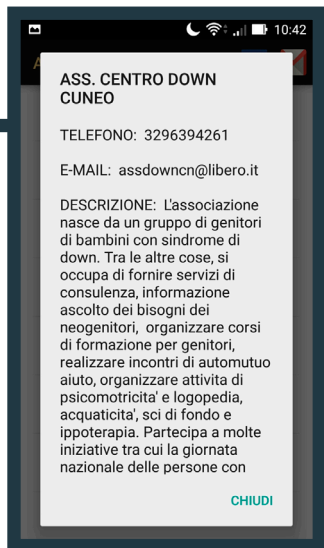 10:42
ASS. CENTRO DOWN
CUNEO
TELEFONO: 3296394261
E-MAIL: assdowncn@libero.it
DESCRIZIONE: L'associazione
nasce da un gruppo di genitori
di bambini con sindrome di
down. Tra le altre cose, si
occupa di fornire servizi di
consulenza, informazione
ascolto dei bisogni dei
neogenitori, organizzare corsi
di formazione per genitori,
realizzare incontri di automutuo
aiuto, organizzare attivita di
psicomotricita' e logopedia,
acquaticita', sci di fondo e
ippoterapia. Partecipa a molte
iniziative tra cui la giornata
nazionale delle persone con
CHIUDI